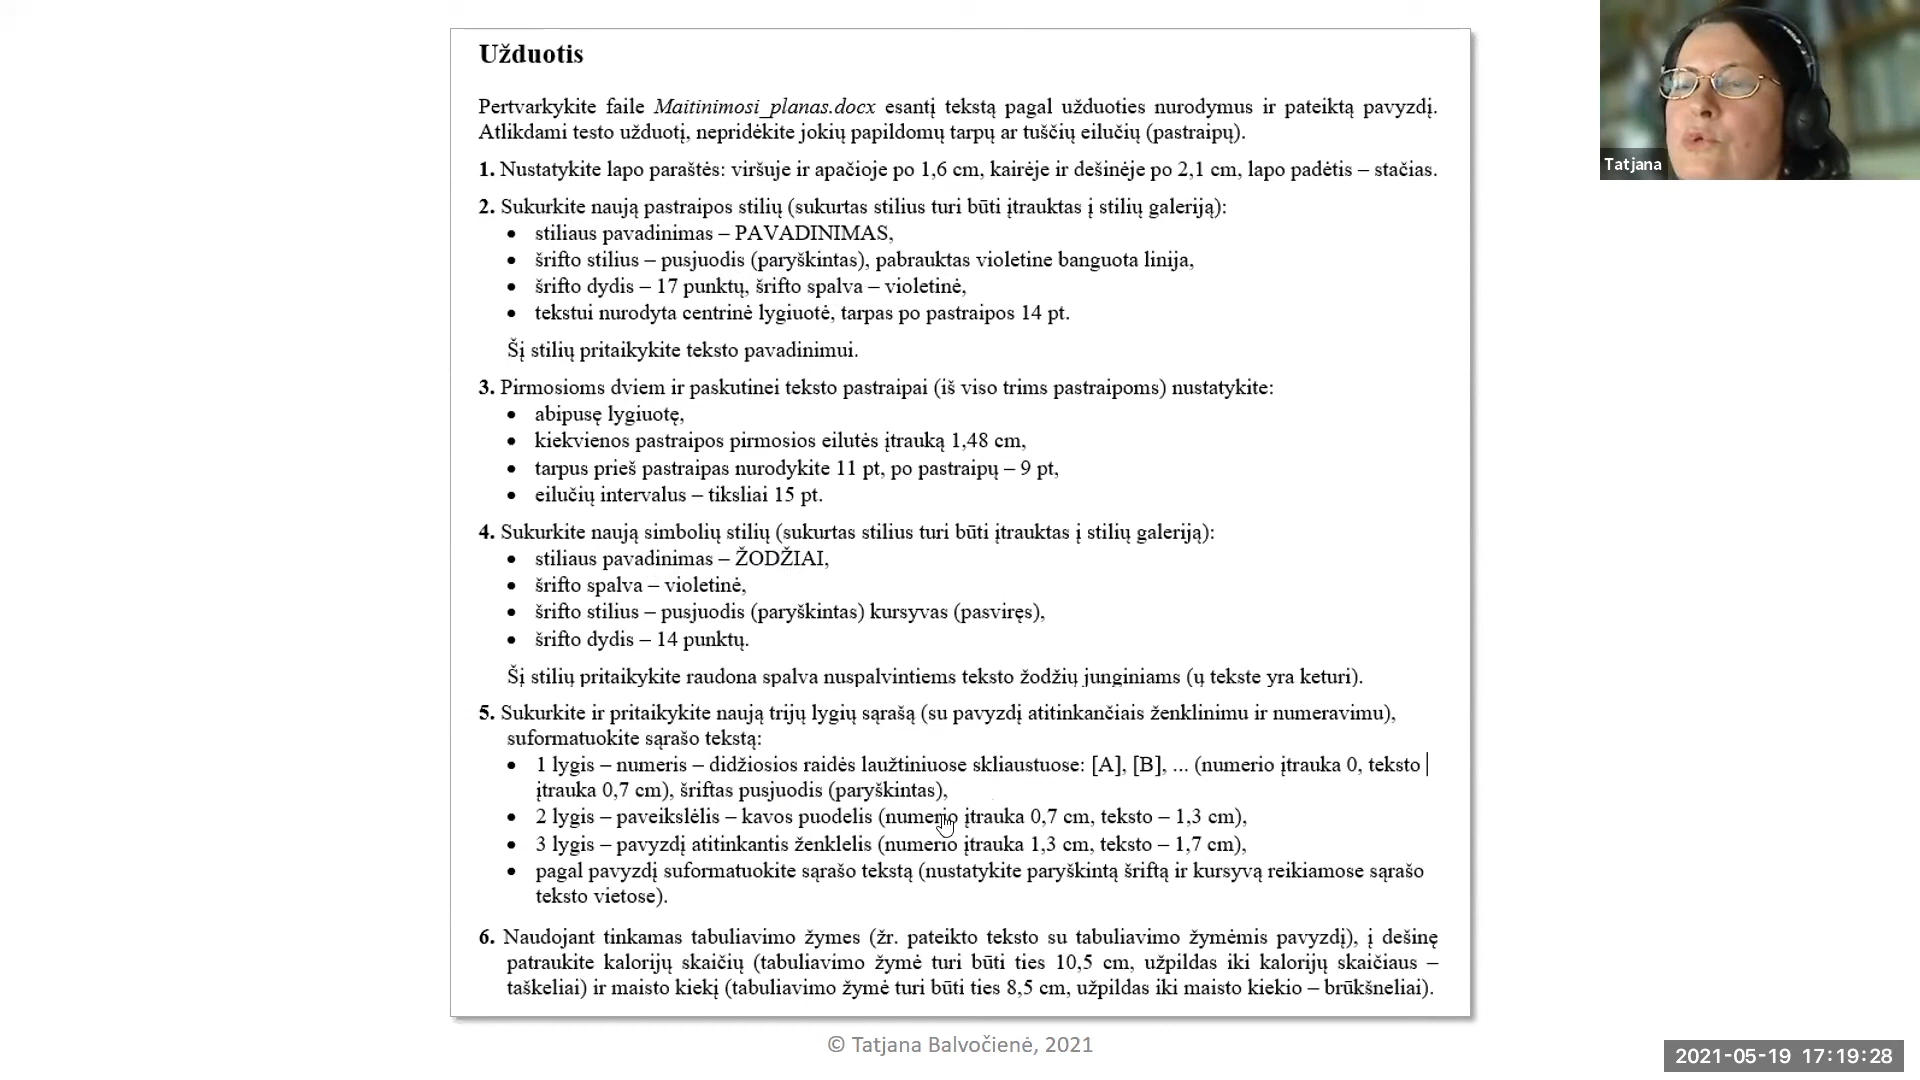 Užduotis
Pertvarkykite faile Maitinimosi_planas.docx esantį tekstą pagal užduoties nurodymus ir pateiktą pavyzdį.
Atlikdami testo užduotį, nepridėkite jokių papildomų tarpų ar tuščių eilučių (pastraipų).
1. Nustatykite lapo paraštės: viršuje ir apačioje po 1,6 cm, kairėje ir dešinėje po 2,1 cm, lapo padėtis – stačias.
2. Sukurkite naują pastraipos stilių (sukurtas stilius turi būti įtrauktas į stilių galeriją):
• stiliaus pavadinimas – PAVADINIMAS,
• šrifto stilius – pusjuodis (paryškintas), pabrauktas violetine banguota linija,
• šrifto dydis – 17 punktų, šrifto spalva – violetinė,
• tekstui nurodyta centrinė lygiuotė, tarpas po pastraipos 14 pt.
Šį stilių pritaikykite teksto pavadinimui.
3. Pirmosioms dviem ir paskutinei teksto pastraipai (iš viso trims pastraipoms) nustatykite:
• abipusę lygiuotę,
• kiekvienos pastraipos pirmosios eilutės įtrauką 1,48 cm,
• tarpus prieš pastraipas nurodykite 11 pt, po pastraipų – 9 pt,
• eilučių intervalus – tiksliai 15 pt.
4. Sukurkite naują simbolių stilių (sukurtas stilius turi būti įtrauktas į stilių galeriją):
• stiliaus pavadinimas – ŽODŽIAI,
• šrifto spalva – violetinė,
• šrifto stilius – pusjuodis (paryškintas) kursyvas (pasviręs),
• šrifto dydis – 14 punktų.
Šį stilių pritaikykite raudona spalva nuspalvintiems teksto žodžių junginiams (ų tekste yra keturi).
5. Sukurkite ir pritaikykite naują trijų lygių sąrašą (su pavyzdį atitinkančiais ženklinimu ir numeravimu),
suformatuokite sąrašo tekstą:
• 1 lygis – numeris – didžiosios raidės laužtiniuose skliaustuose: [A], [B], ... (numerio įtrauka 0, teksto
įtrauka 0,7 cm), šriftas pusjuodis (paryškintas),
• 2 lygis – paveikslėlis – kavos puodelis (numerio įtrauka 0,7 cm, teksto – 1,3 cm),
• 3 lygis – pavyzdį atitinkantis ženklelis (numerio įtrauka 1,3 cm, teksto – 1,7 cm),
• pagal pavyzdį suformatuokite sąrašo tekstą (nustatykite paryškintą šriftą ir kursyvą reikiamose sąrašo
teksto vietose).
6. Naudojant tinkamas tabuliavimo žymes (žr. pateikto teksto su tabuliavimo žymėmis pavyzdį), į dešinę
patraukite kalorijų skaičių (tabuliavimo žymė turi būti ties 10,5 cm, užpildas iki kalorijų skaičiaus –
taškeliai) ir maisto kiekį (tabuliavimo žymė turi būti ties 8,5 cm, užpildas iki maisto kiekio – brūkšneliai).
© Tatjana Balvočienė, 2021
Tatjana
2021-05-19 17:19:28